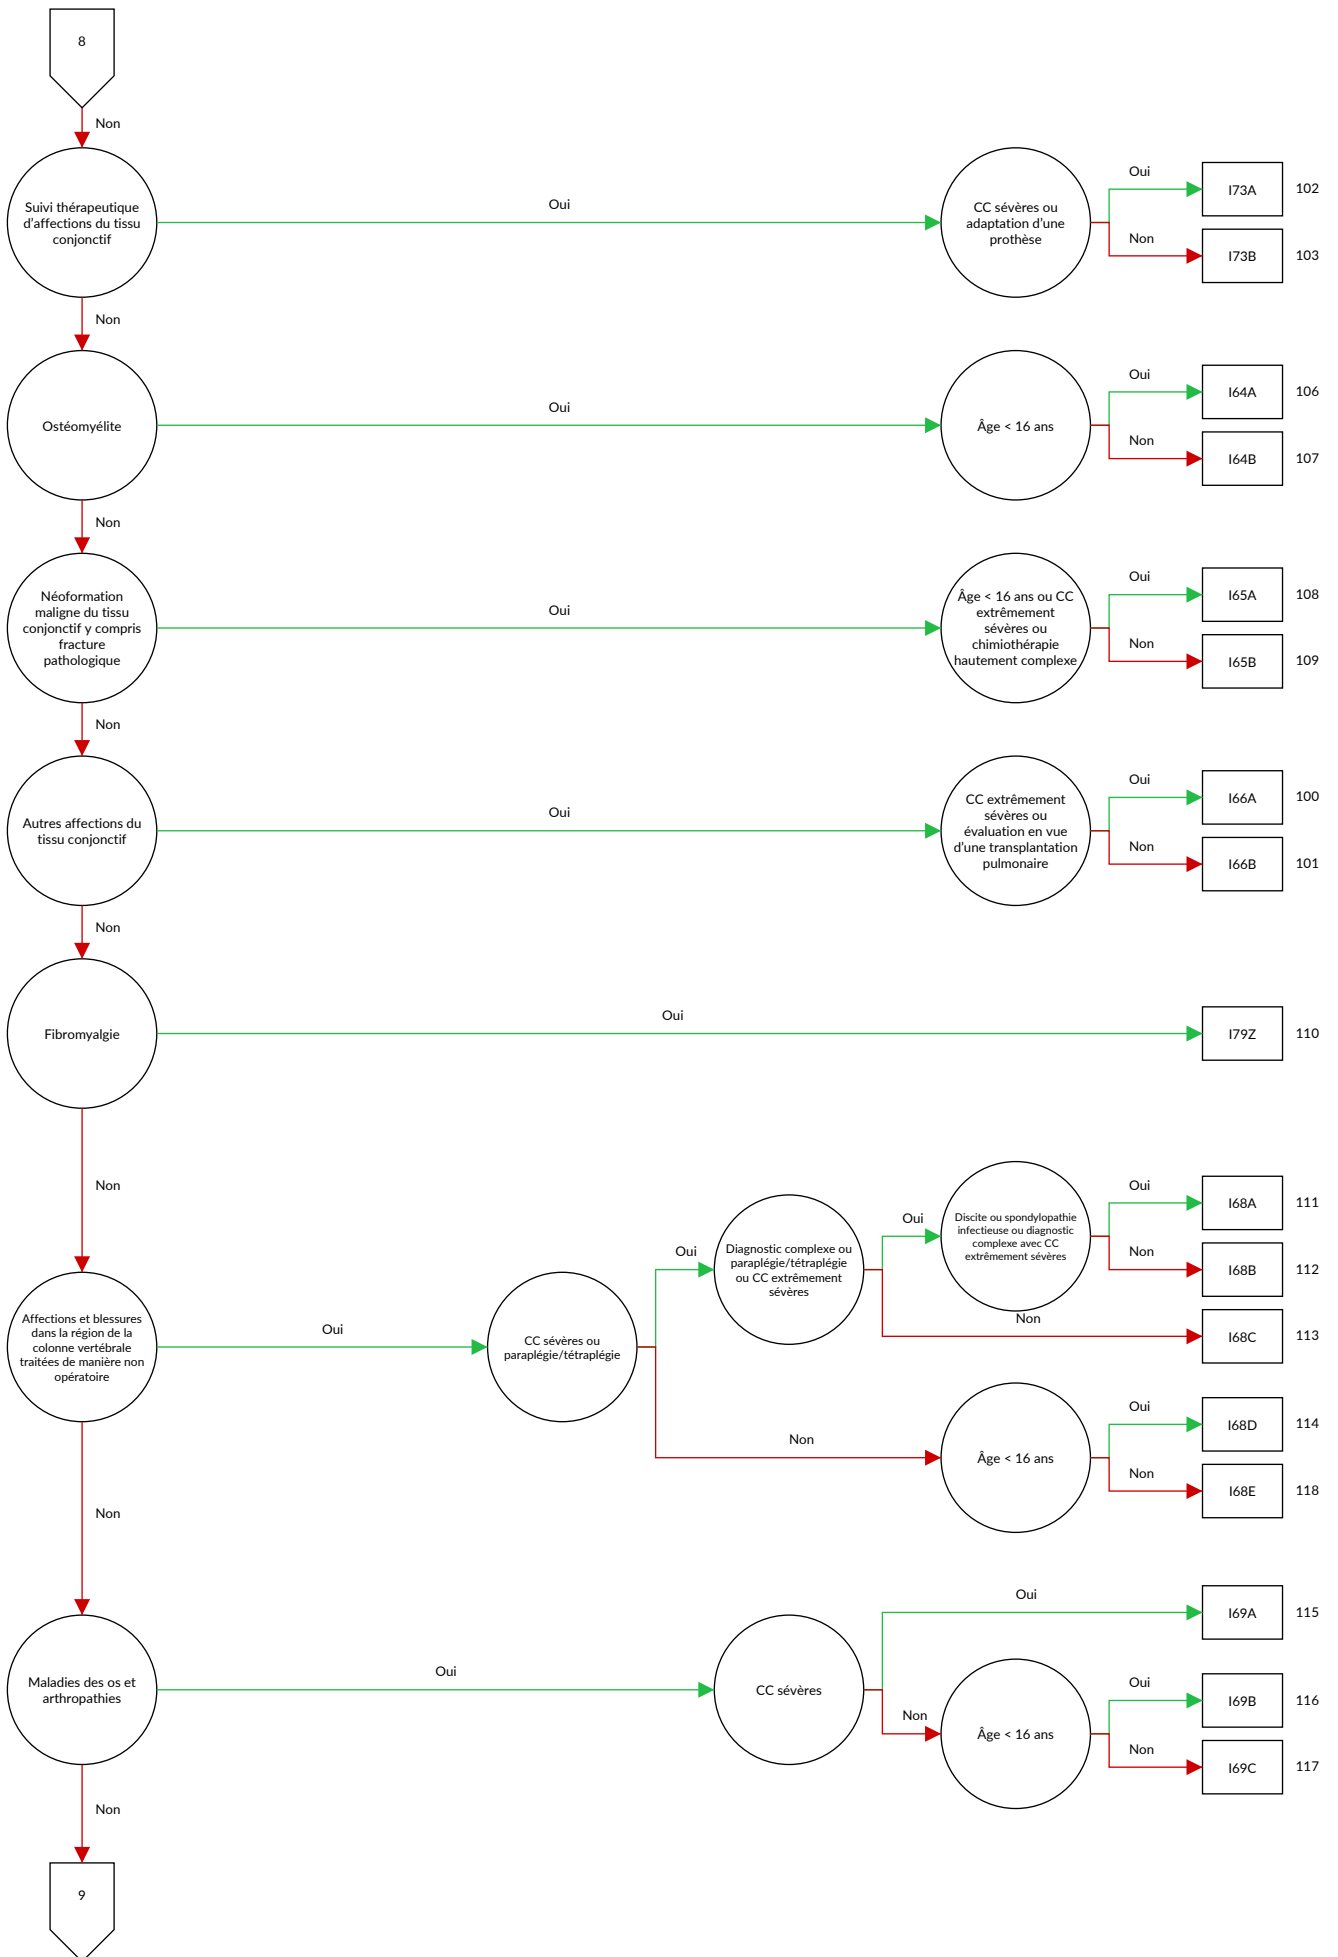 8
Non
Suivi thérapeutique
d'affections du tissu
conjonctif
Oui
CC sévères ou
adaptation d'une
prothèse
Oui
I73A
102
Non
I73B
103
Non
Ostéomyélite
Oui
Âge < 16 ans
Oui
I64A
106
Non
I64B
107
Non
Néoformation
maligne du tissu
conjonctif y compris
fracture
pathologique
Oui
Âge < 16 ans ou CC
extrêmement
sévères ou
chimiothérapie
hautement complexe
Oui
I65A
108
Non
I65B
109
Non
Autres affections du
tissu conjonctif
Oui
CC extrêmement
sévères ou
évaluation en vue
d'une transplantation
pulmonaire
Oui
I66A
100
Non
I66B
101
Non
Fibromyalgie
Oui
I79Z
110
Non
Affections et blessures
dans la région de la
colonne vertébrale
traitées de manière non
opératoire
Oui
CC sévères ou
paraplégie/tétraplégie
Oui
Diagnostic complexe ou
paraplégie/tétraplégie
ou CC extrêmement
sévères
Oui
Discite ou spondylopathie
infectieuse ou diagnostic
complexe avec CC
extrêmement sévères
Oui
I68A
111
Non
I68B
112
Non
I68C
113
Non
Âge < 16 ans
Oui
I68D
114
Non
I68E
118
Non
Maladies des os et
arthropathies
Oui
CC sévères
Oui
I69A
115
Non
Âge < 16 ans
Oui
I69B
116
Non
I69C
117
Non
9